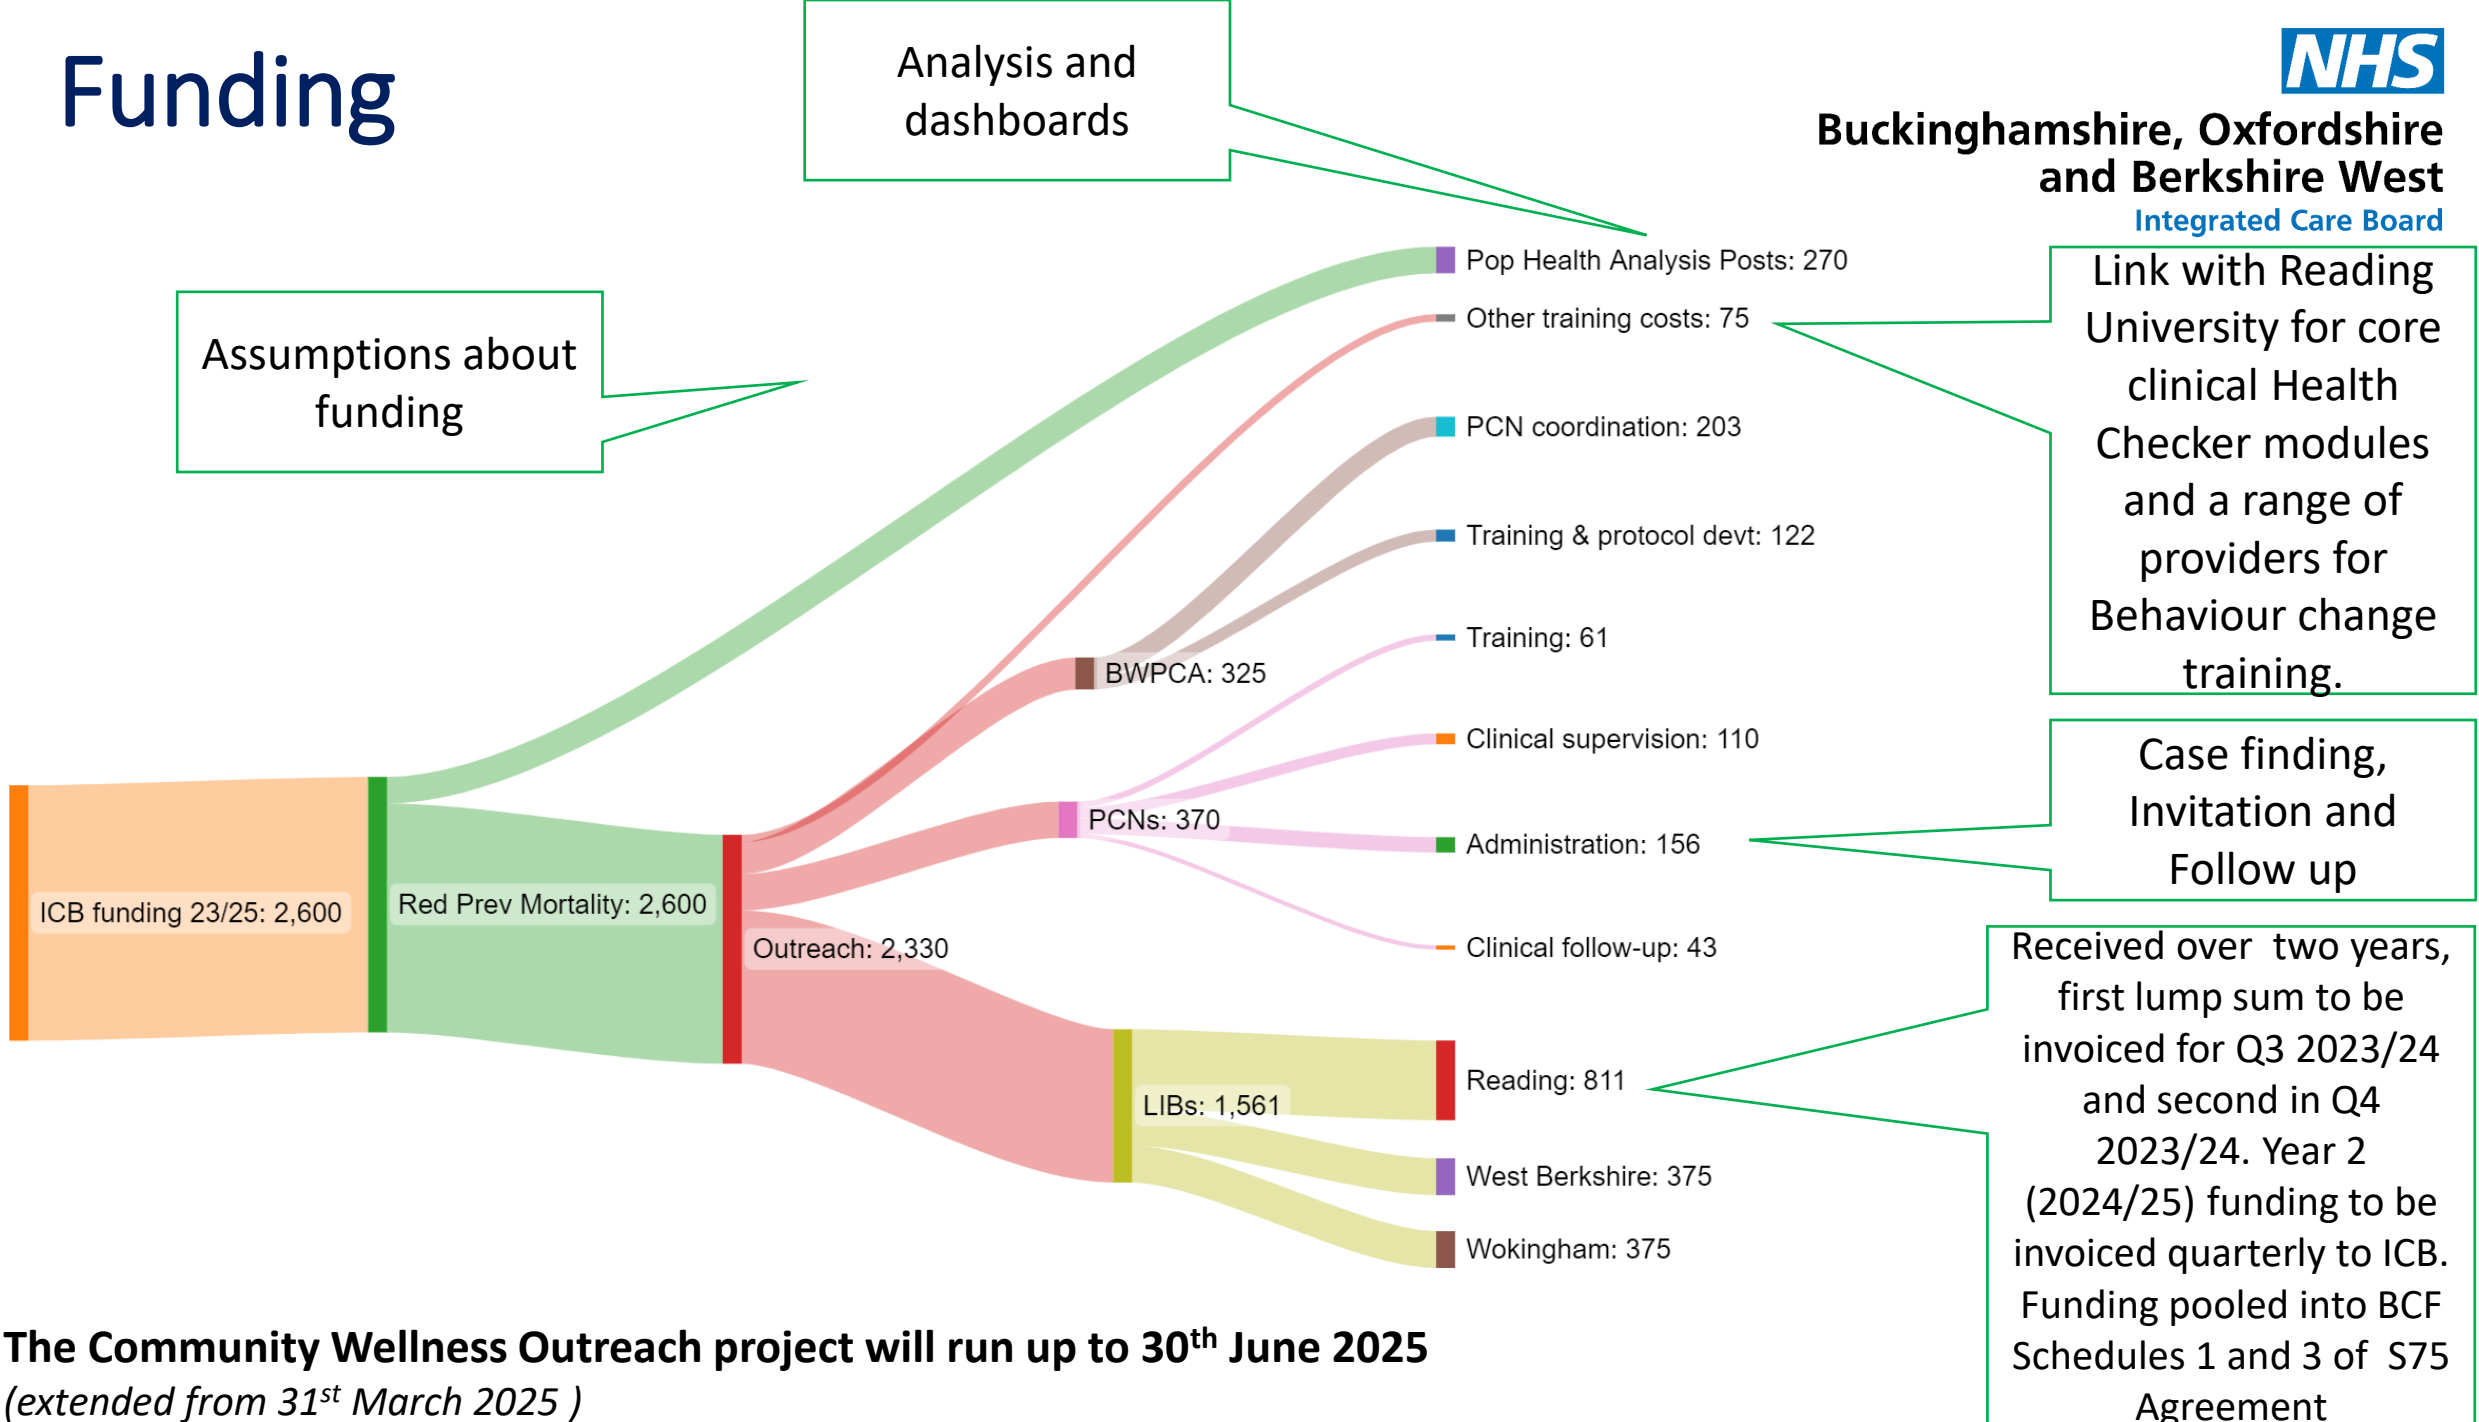 Funding
Analysis and
dashboards
NHS
Buckinghamshire, Oxfordshire
and Berkshire West
Integrated Care Board
Assumptions about
funding
Pop Health Analysis Posts: 270
Other training costs: 75
PCN coordination: 203
Training & protocol devt: 122
Training: 61
Clinical supervision: 110
Administration: 156
Clinical follow-up: 43
Reading: 811
West Berkshire: 375
Wokingham: 375
BWPCA: 325
PCNs: 370
LIBs: 1,561
ICB funding 23/25: 2,600
Red Prev Mortality: 2,600
Outreach: 2,330
Link with Reading
University for core
clinical Health
Checker modules
and a range of
providers for
Behaviour change
training.
Case finding,
Invitation and
Follow up
Received over  two years,
first lump sum to be
invoiced for Q3 2023/24
and second in Q4
2023/24. Year 2
(2024/25) funding to be
invoiced quarterly to ICB.
Funding pooled into BCF
Schedules 1 and 3 of  S75
Agreement
The Community Wellness Outreach project will run up to 30th June 2025
(extended from 31st March 2025 )